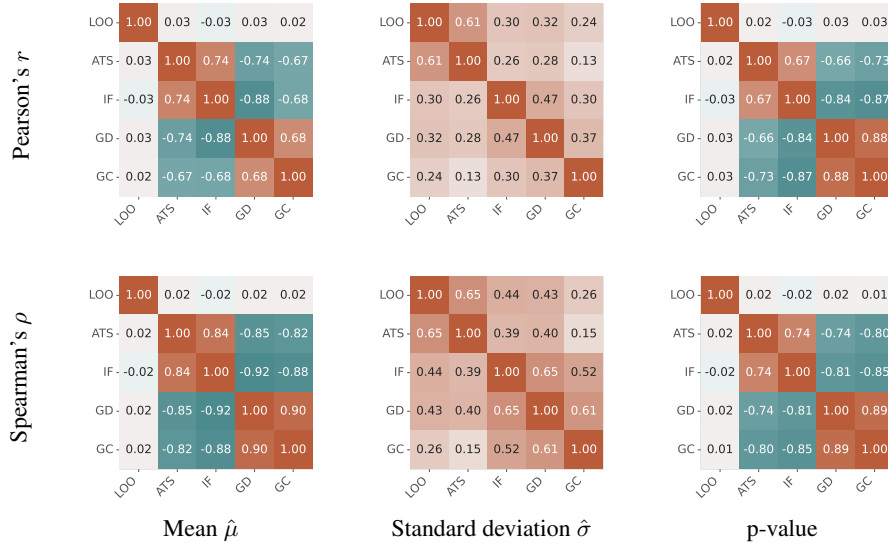 Pearson's r
LOO 1.00 0.03 -0.03 0.03 0.02
ATS 0.03 1.00 0.74 -0.74 -0.67
IF -0.03 0.74 1.00 -0.88 -0.68
GD 0.03 -0.74 -0.88 1.00 0.68
GC 0.02 -0.67 -0.68 0.68 1.00
LOO ATS IF GD GC
LOO 1.00 0.61 0.30 0.32 0.24
ATS 0.61 1.00 0.26 0.28 0.13
IF 0.30 0.26 1.00 0.47 0.30
GD 0.32 0.28 0.47 1.00 0.37
GC 0.24 0.13 0.30 0.37 1.00
LOO ATS IF GD GC
LOO 1.00 0.02 -0.03 0.03 0.03
ATS 0.02 1.00 0.67 -0.66 -0.73
IF -0.03 0.67 1.00 -0.84 -0.87
GD 0.03 -0.66 -0.84 1.00 0.88
GC 0.03 -0.73 -0.87 0.88 1.00
LOO ATS IF GD GC
Spearman's ρ
LOO 1.00 0.02 -0.02 0.02 0.02
ATS 0.02 1.00 0.84 -0.85 -0.82
IF -0.02 0.84 1.00 -0.92 -0.88
GD 0.02 -0.85 -0.92 1.00 0.90
GC 0.02 -0.82 -0.88 0.90 1.00
LOO ATS IF GD GC
LOO 1.00 0.65 0.44 0.43 0.26
ATS 0.65 1.00 0.39 0.40 0.15
IF 0.44 0.39 1.00 0.65 0.52
GD 0.43 0.40 0.65 1.00 0.61
GC 0.26 0.15 0.52 0.61 1.00
LOO ATS IF GD GC
LOO 1.00 0.02 -0.02 0.02 0.01
ATS 0.02 1.00 0.74 -0.74 -0.80
IF -0.02 0.74 1.00 -0.81 -0.85
GD 0.02 -0.74 -0.81 1.00 0.89
GC 0.01 -0.80 -0.85 0.89 1.00
LOO ATS IF GD GC
Mean μ̂
Standard deviation σ̂
p-value